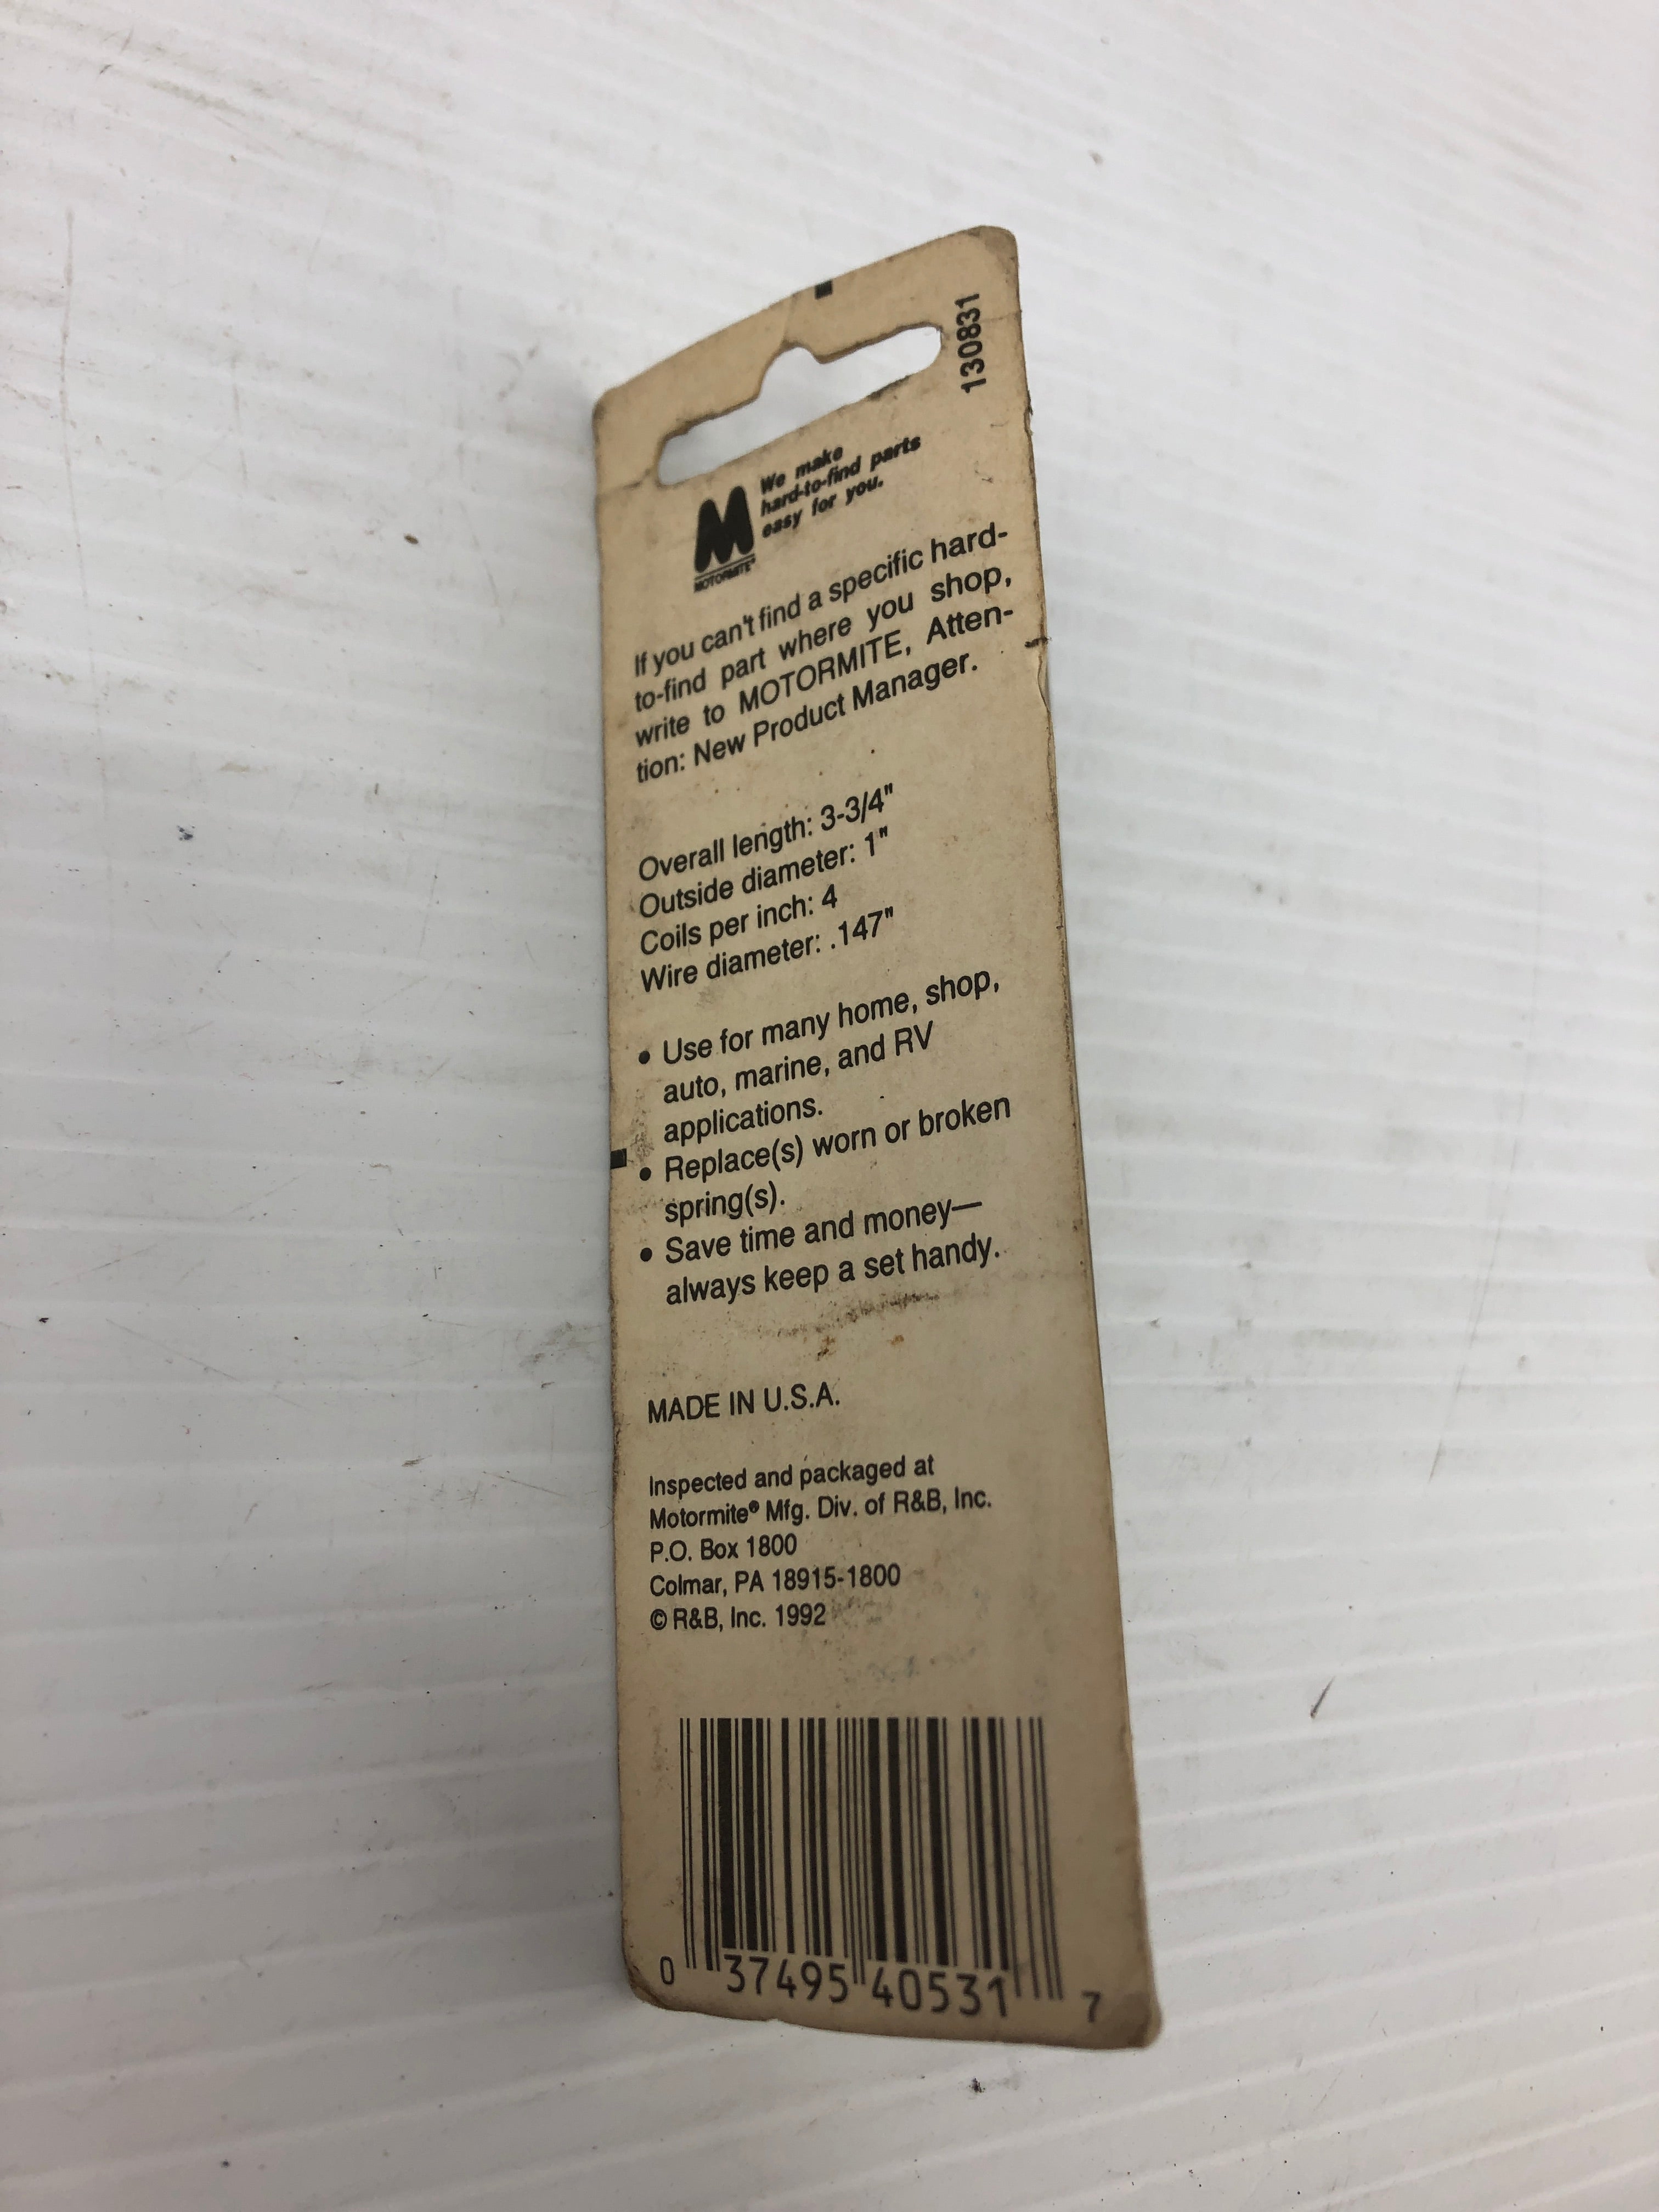 130831
We make
hard-to-find parts
easy for you.
M
MOTORMITE®
If you can't find a specific hard-
to-find part where you shop,
write to MOTORMITE, Atten-
tion: New Product Manager.
Overall length: 3-3/4"
Outside diameter: 1"
Coils per inch: 4
Wire diameter: .147"
• Use for many home, shop,
auto, marine, and RV
applications.
• Replace(s) worn or broken
spring(s).
• Save time and money—
always keep a set handy.
MADE IN U.S.A.
Inspected and packaged at
Motormite® Mfg. Div. of R&B, Inc.
P.O. Box 1800
Colmar, PA 18915-1800
© R&B, Inc. 1992
0 37495 40531 7